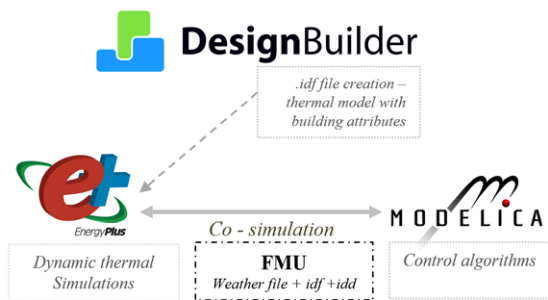 DesignBuilder
.idf file creation –
thermal model with
building attributes
e+
EnergyPlus
Co - simulation
MODELICA
Dynamic thermal
Simulations
FMU
Weather file + idf +idd
Control algorithms